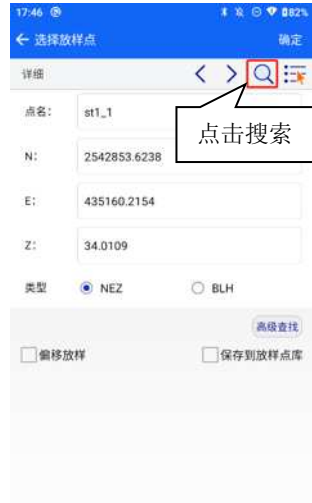 17:46
82%
选择放样点
确定
详细
点击搜索
点名: st1_1
N: 2542853.6238
E: 435160.2154
Z: 34.0109
类型 NEZ BLH
高级查找
偏移放样 保存到放样点库